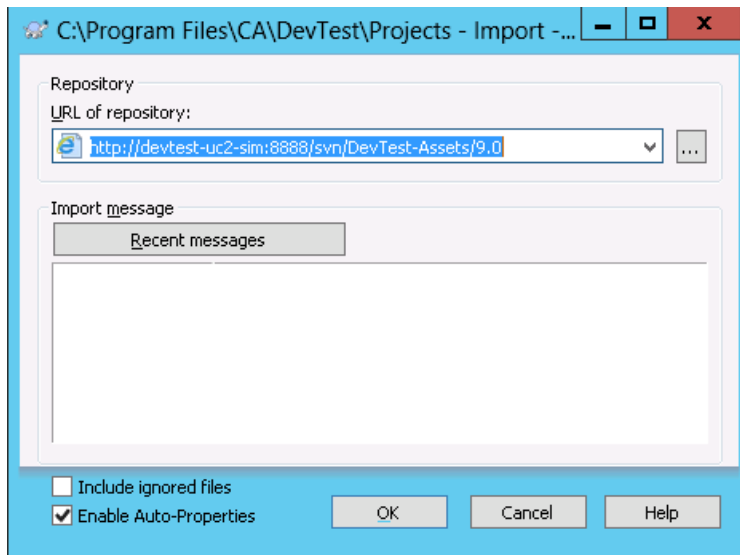 C:\Program Files\CA\DevTest\Projects - Import -...
Repository
URL of repository:
http://devtest-uc2-sim:8888/svn/DevTest-Assets/9.0
...
Import message
Recent messages
Include ignored files
Enable Auto-Properties
OK
Cancel
Help